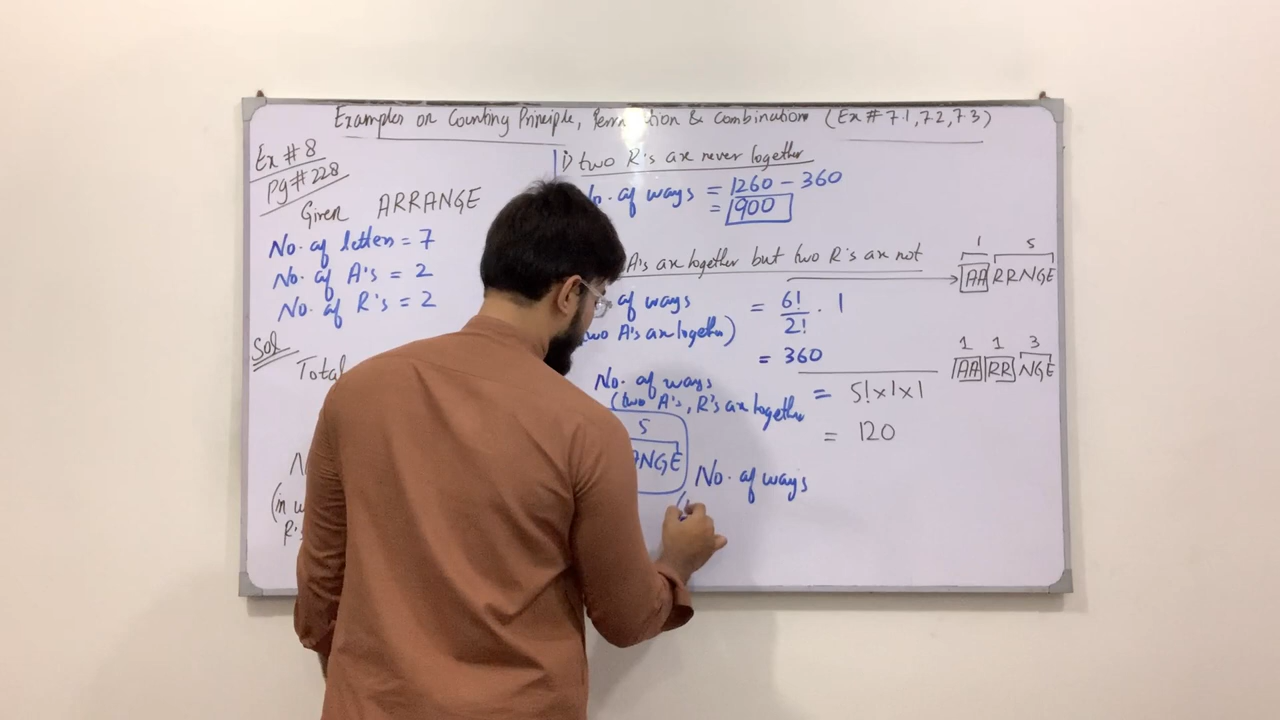 Examples on Counting Principle, Permutation & Combination (Ex # 7.1, 7.2, 7.3)
Ex # 8
Pg # 228
Given ARRANGE
No. of letters = 7
No. of A's = 2
No. of R's = 2
Sol
Total
(in
R's
i) two R's are never together
No. of ways = 1260 - 360
= 900
A's are together but two R's are not
of ways = 6!/2! . 1
two A's are together)
= 360
No. of ways
(two A's, R's are together = 5! x 1 x 1
= 120
5
ANGE
No. of ways
(
1 5
AA RRNGE
1 1 3
AA RR NGE